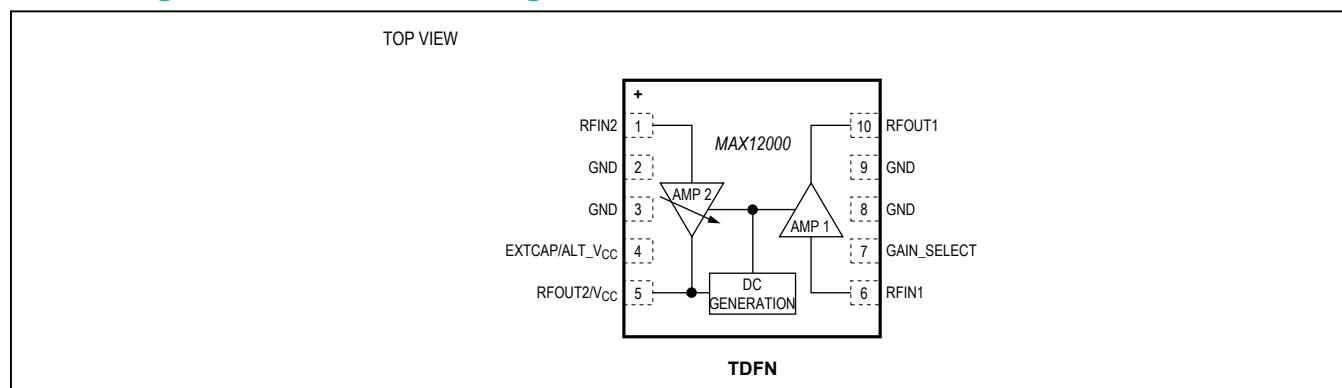 TOP VIEW
+
RFIN2 1
MAX12000
10 RFOUT1
GND 2
9 GND
AMP 2
GND 3
8 GND
AMP 1
EXTCAP/ALT_VCC 4
7 GAIN_SELECT
RFOUT2/VCC 5
DC
GENERATION
6 RFIN1
TDFN